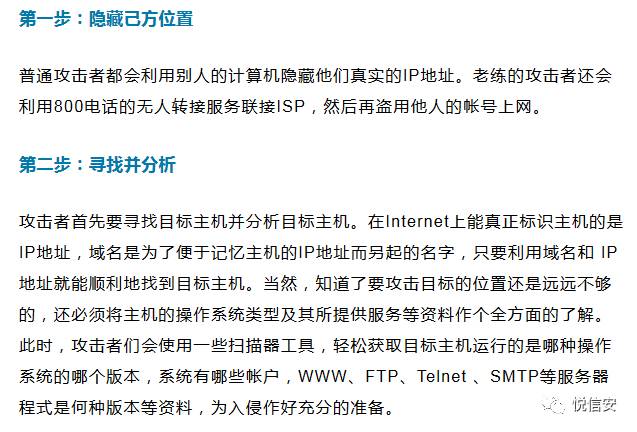 第一步：隐藏己方位置
普通攻击者都会利用别人的计算机隐藏他们真实的IP地址。老练的攻击者还会
利用800电话的无人转接服务联接ISP，然后再盗用他人的帐号上网。
第二步：寻找并分析
攻击者首先要寻找目标主机并分析目标主机。在Internet上能真正标识主机的是
IP地址，域名是为了便于记忆主机的IP地址而另起的名字，只要利用域名和 IP
地址就能顺利地找到目标主机。当然，知道了要攻击目标的位置还是远远不够
的，还必须将主机的操作系统类型及其所提供服务等资料作个全方面的了解。
此时，攻击者们会使用一些扫描器工具，轻松获取目标主机运行的是哪种操作
系统的哪个版本，系统有哪些帐户，WWW、FTP、Telnet 、SMTP等服务器
程式是何种版本等资料，为入侵作好充分的准备。
悦信安